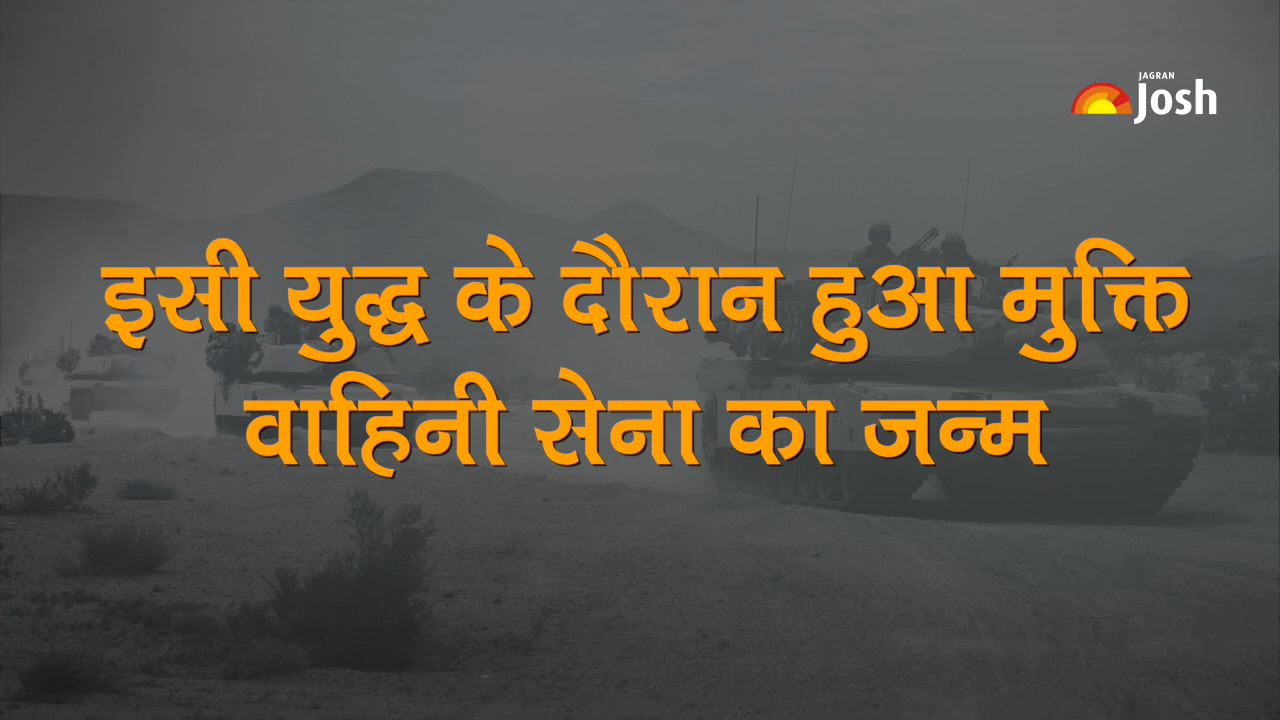 JAGRAN
Josh
इसी युद्ध के दौरान हुआ मुक्ति
वाहिनी सेना का जन्म